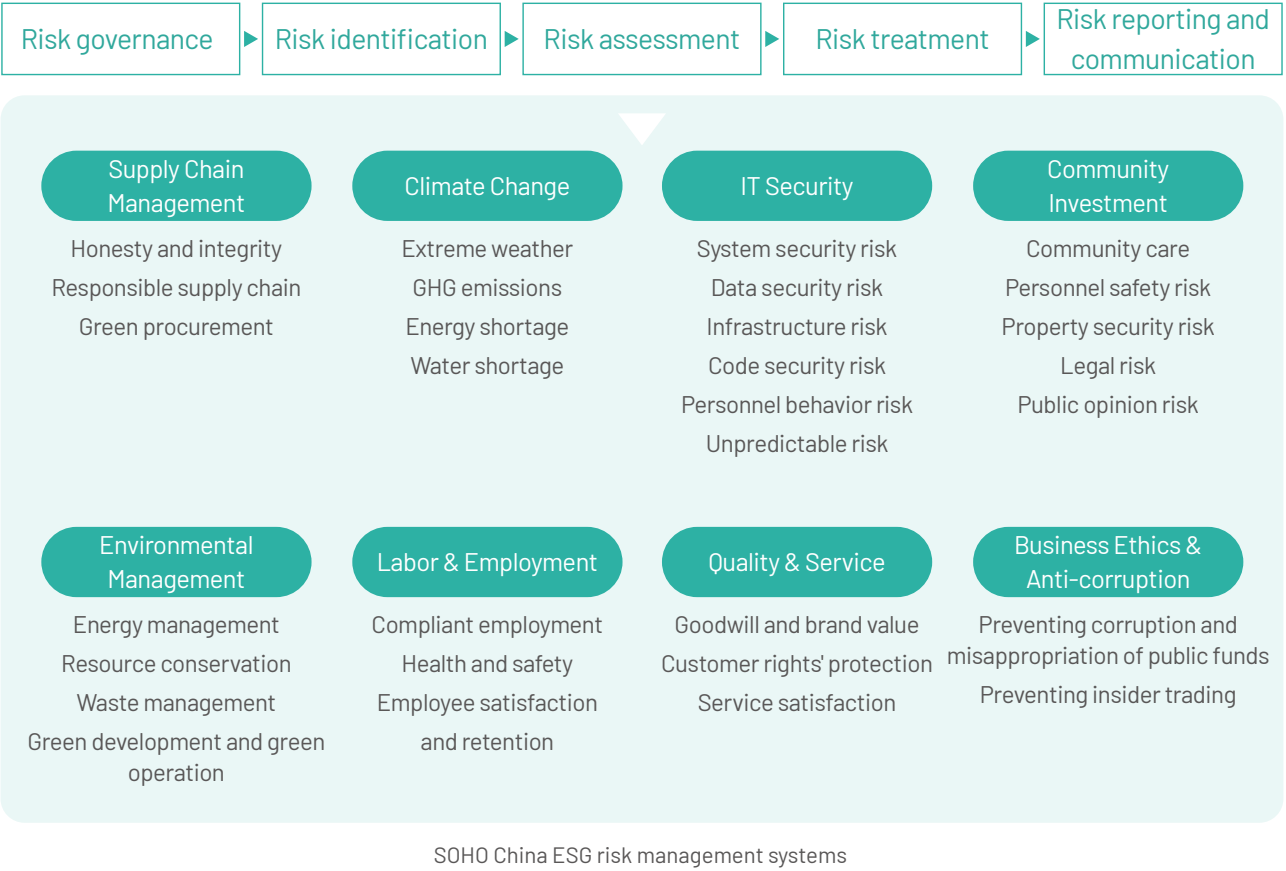 Risk governance
Risk identification
Risk assessment
Risk treatment
Risk reporting and
communication
Supply Chain
Management
Honesty and integrity
Responsible supply chain
Green procurement
Climate Change
Extreme weather
GHG emissions
Energy shortage
Water shortage
IT Security
System security risk
Data security risk
Infrastructure risk
Code security risk
Personnel behavior risk
Unpredictable risk
Community
Investment
Community care
Personnel safety risk
Property security risk
Legal risk
Public opinion risk
Environmental
Management
Energy management
Resource conservation
Waste management
Green development and green
operation
Labor & Employment
Compliant employment
Health and safety
Employee satisfaction
and retention
Quality & Service
Goodwill and brand value
Customer rights' protection
Service satisfaction
Business Ethics &
Anti-corruption
Preventing corruption and
misappropriation of public funds
Preventing insider trading
SOHO China ESG risk management systems